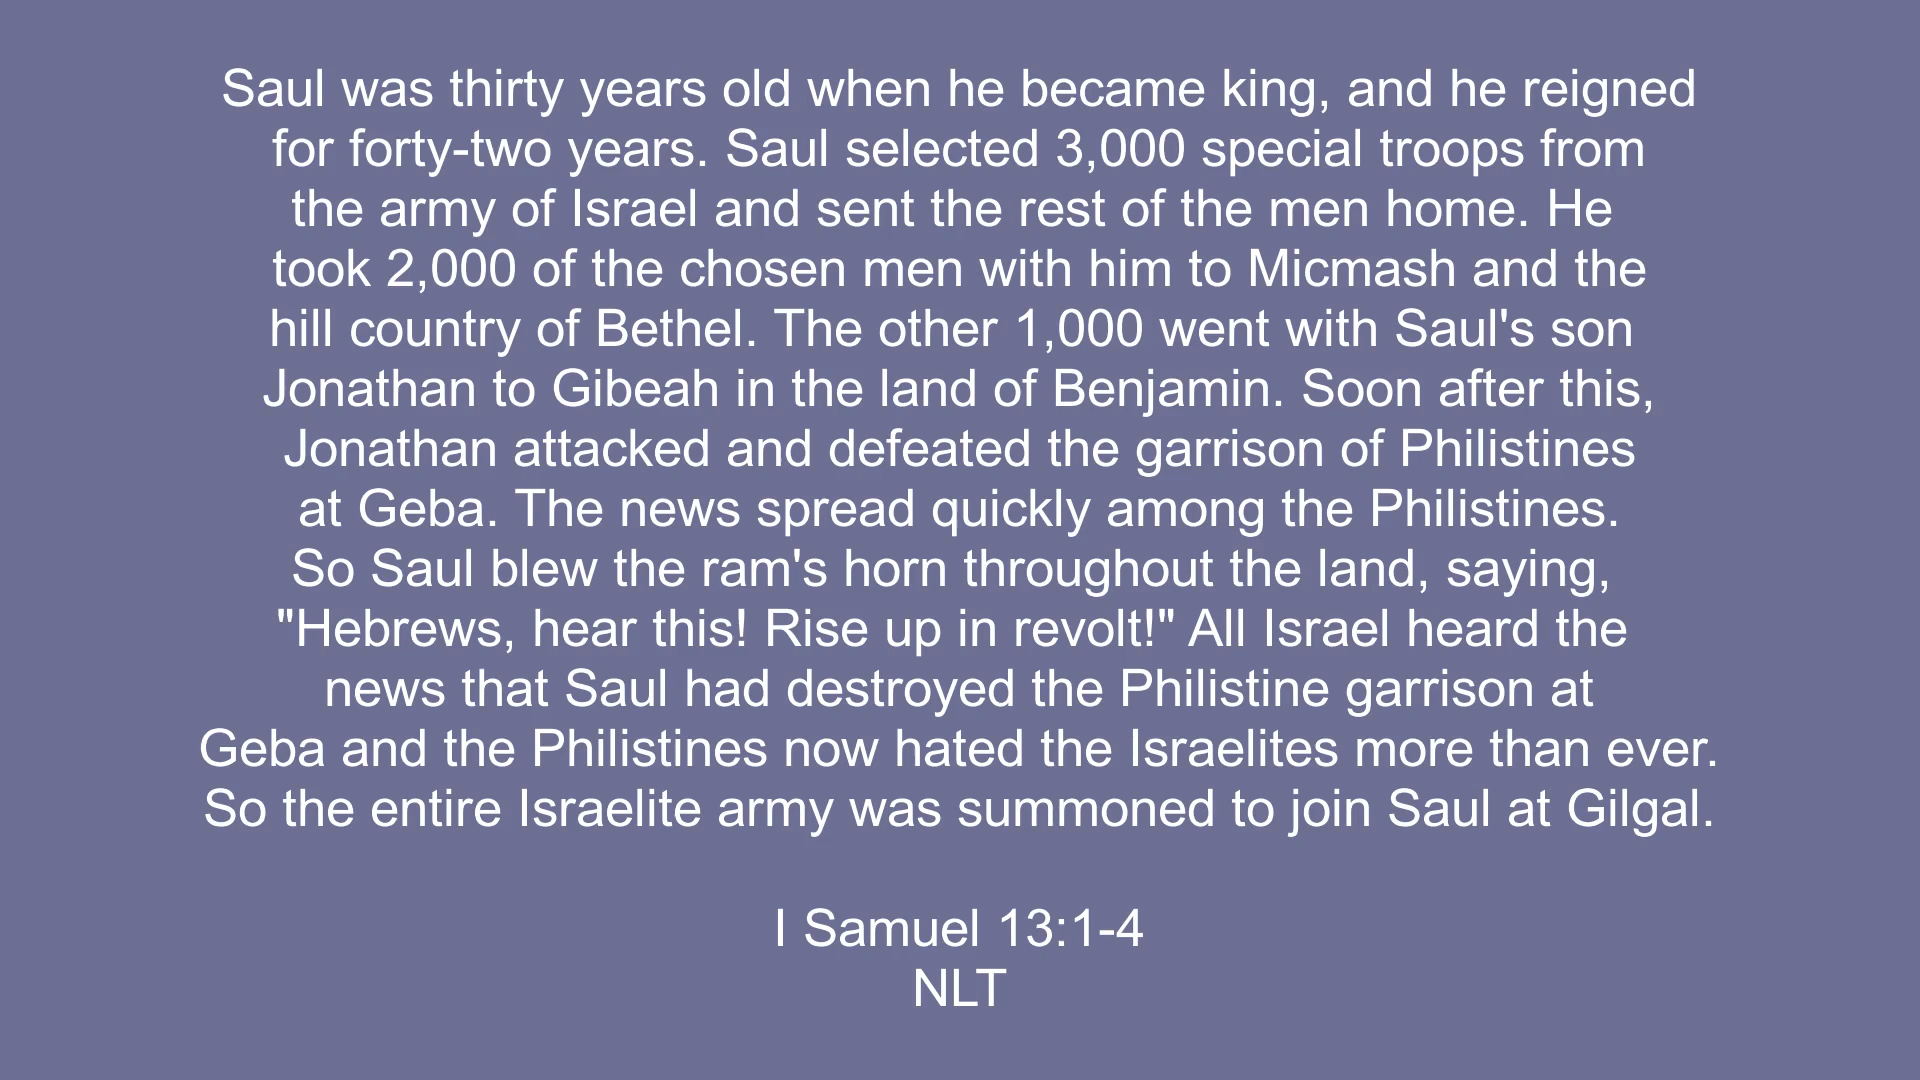 Saul was thirty years old when he became king, and he reigned
for forty-two years. Saul selected 3,000 special troops from
the army of Israel and sent the rest of the men home. He
took 2,000 of the chosen men with him to Micmash and the
hill country of Bethel. The other 1,000 went with Saul's son
Jonathan to Gibeah in the land of Benjamin. Soon after this,
Jonathan attacked and defeated the garrison of Philistines
at Geba. The news spread quickly among the Philistines.
So Saul blew the ram's horn throughout the land, saying,
"Hebrews, hear this! Rise up in revolt!" All Israel heard the
news that Saul had destroyed the Philistine garrison at
Geba and the Philistines now hated the Israelites more than ever.
So the entire Israelite army was summoned to join Saul at Gilgal.
I Samuel 13:1-4
NLT